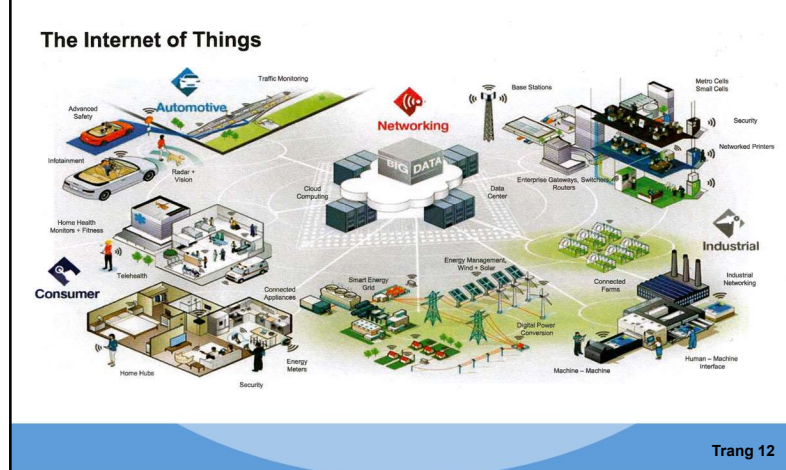 The Internet of Things
Traffic Monitoring
Automotive
Advanced
Safety
Infotainment
Radar +
Vision
Networking
Base Stations
Metro Cells
Small Cells
Security
Networked Printers
Enterprise Gateways, Switchers,
Routers
BIG DATA
Cloud
Computing
Data
Center
Home Health
Monitors + Fitness
Telehealth
Consumer
Connected
Appliances
Home Hubs
Security
Energy
Meters
Smart Energy
Grid
Energy Management,
Wind + Solar
Digital Power
Conversion
Connected
Farms
Industrial
Industrial
Networking
Machine – Machine
Human – Machine
Interface
Trang 12